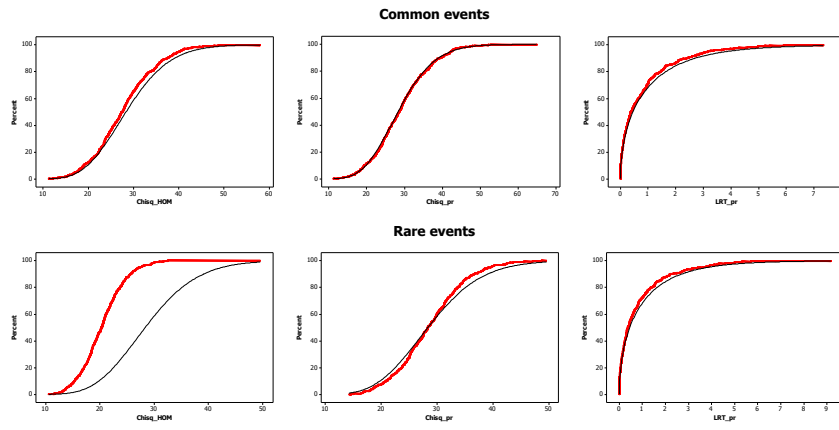 Common events
100
80
60
40
20
0
Percent
10 20 30 40 50 60
Chisq_HOM
100
80
60
40
20
0
Percent
10 20 30 40 50 60 70
Chisq_pr
100
80
60
40
20
0
Percent
0 1 2 3 4 5 6 7
LRT_pr
Rare events
100
80
60
40
20
0
Percent
10 20 30 40 50
Chisq_HOM
100
80
60
40
20
0
Percent
10 20 30 40 50
Chisq_pr
100
80
60
40
20
0
Percent
0 1 2 3 4 5 6 7 8 9
LRT_pr